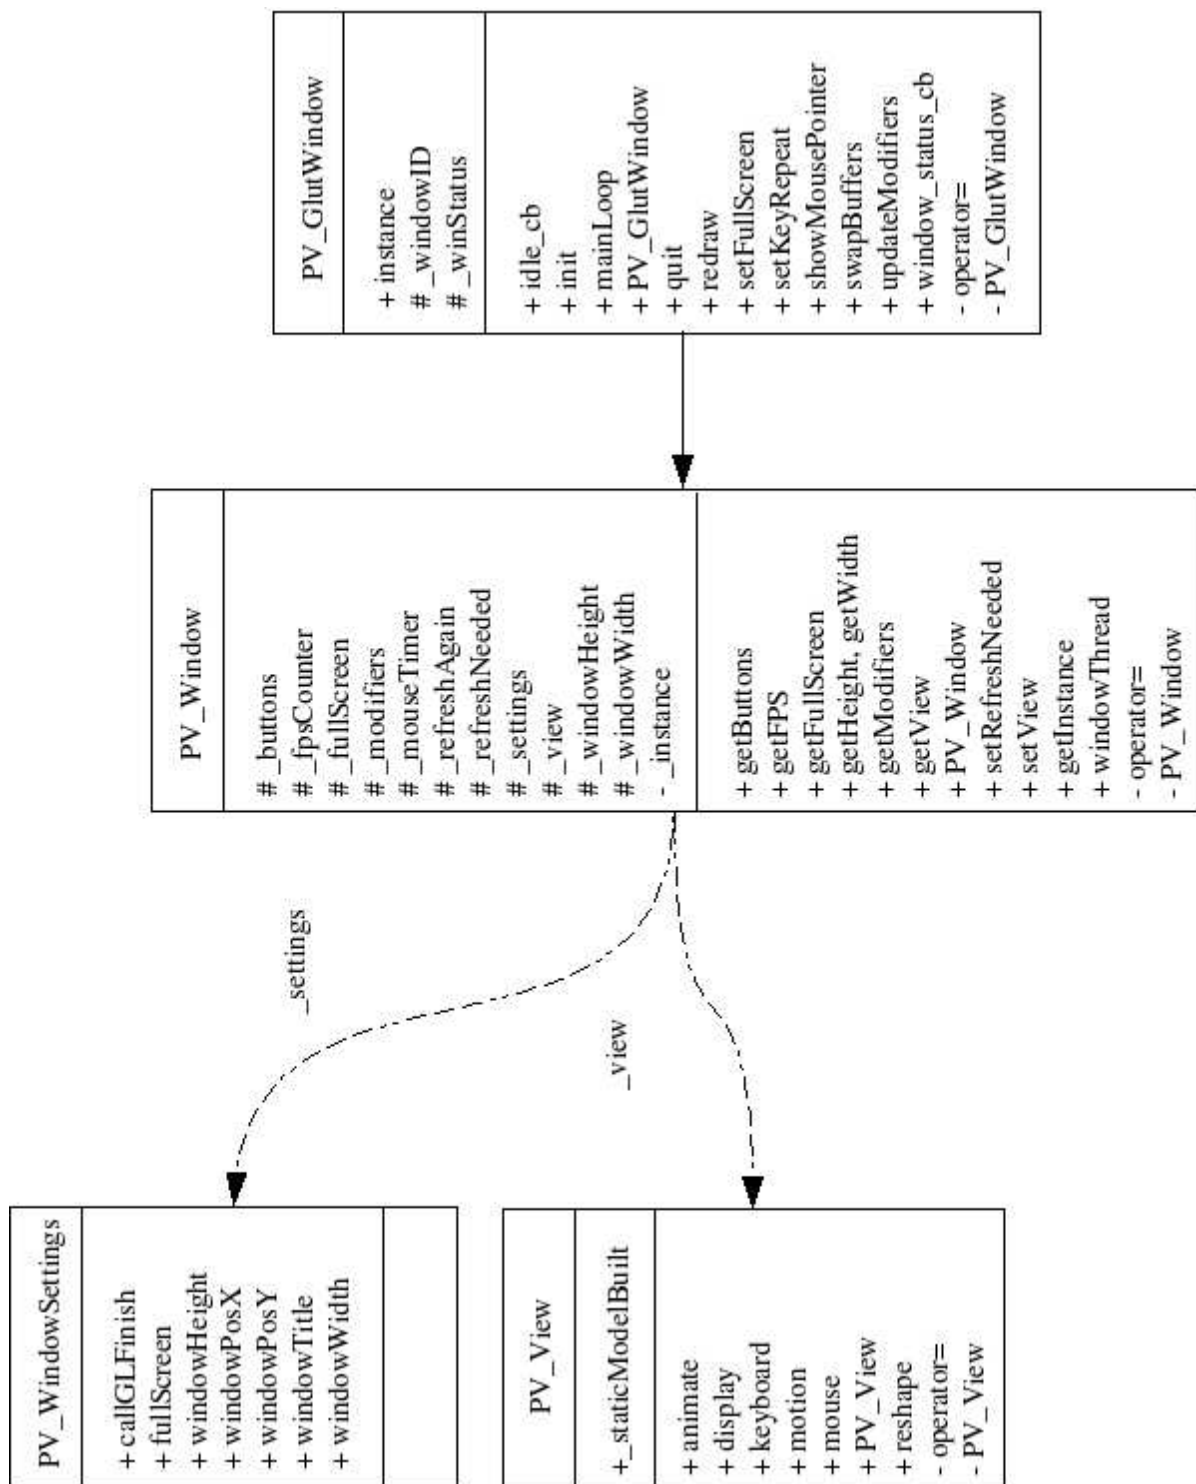 PV_WindowSettings
+ callGLFinish
+ fullScreen
+ windowHeight
+ windowPosX
+ windowPosY
+ windowTitle
+ windowWidth
PV_View
+_staticModelBuilt
+ animate
+ display
+ keyboard
+ motion
+ mouse
+ PV_View
+ reshape
- operator=
- PV_View
_settings
_view
PV_Window
#_buttons
#_fpsCounter
#_fullScreen
#_modifiers
#_mouseTimer
#_refreshAgain
#_refreshNeeded
#_settings
#_view
#_windowHeight
#_windowWidth
- _instance
+ getButtons
+ getFPS
+ getFullScreen
+ getHeight, getWidth
+ getModifiers
+ getView
+ PV_Window
+ setRefreshNeeded
+ setView
+ getInstance
+ windowThread
- operator=
- PV_Window
PV_GlutWindow
+ instance
# _windowID
# _winStatus
+ idle_cb
+ init
+ mainLoop
+ PV_GlutWindow
+ quit
+ redraw
+ setFullScreen
+ setKeyRepeat
+ showMousePointer
+ swapBuffers
+ updateModifiers
+ window_status_cb
- operator=
- PV_GlutWindow